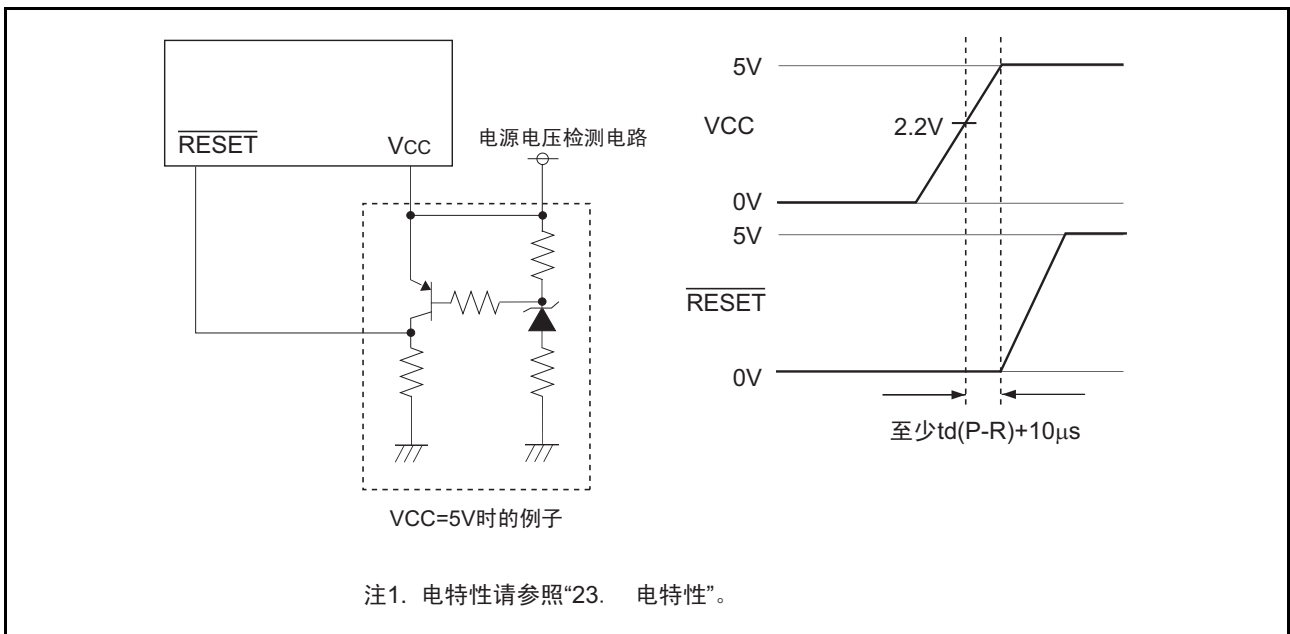 RESET
VCC
电源电压检测电路
VCC=5V时的例子
5V
VCC
2.2V
0V
5V
RESET
0V
至少td(P-R)+10μs
注1. 电特性请参照“23. 电特性”。